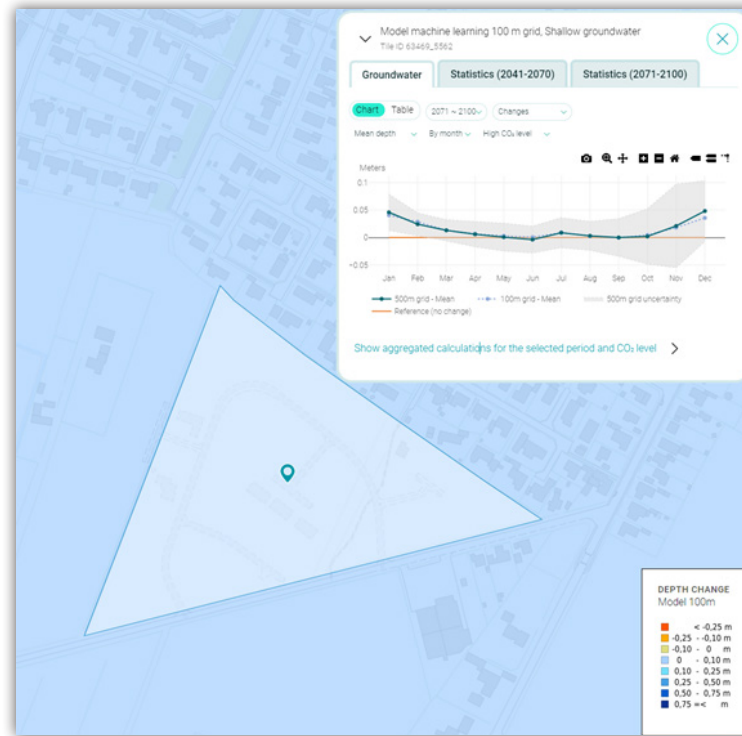 Model machine learning 100 m grid, Shallow groundwater
Tile ID 63469_5562
Groundwater Statistics (2041-2070) Statistics (2071-2100)
Chart Table 2071 ~ 2100 Changes
Mean depth By month High CO₂ level
Meters
0.1
0.05
0
−0.05
Jan Feb Mar Apr May Jun Jul Aug Sep Oct Nov Dec
500m grid - Mean 100m grid - Mean 500m grid uncertainty
Reference (no change)
Show aggregated calculations for the selected period and CO₂ level
DEPTH CHANGE
Model 100m
< -0,25 m
-0,25 - -0,10 m
-0,10 - 0 m
0 - 0,10 m
0,10 - 0,25 m
0,25 - 0,50 m
0,50 - 0,75 m
0,75 =< m